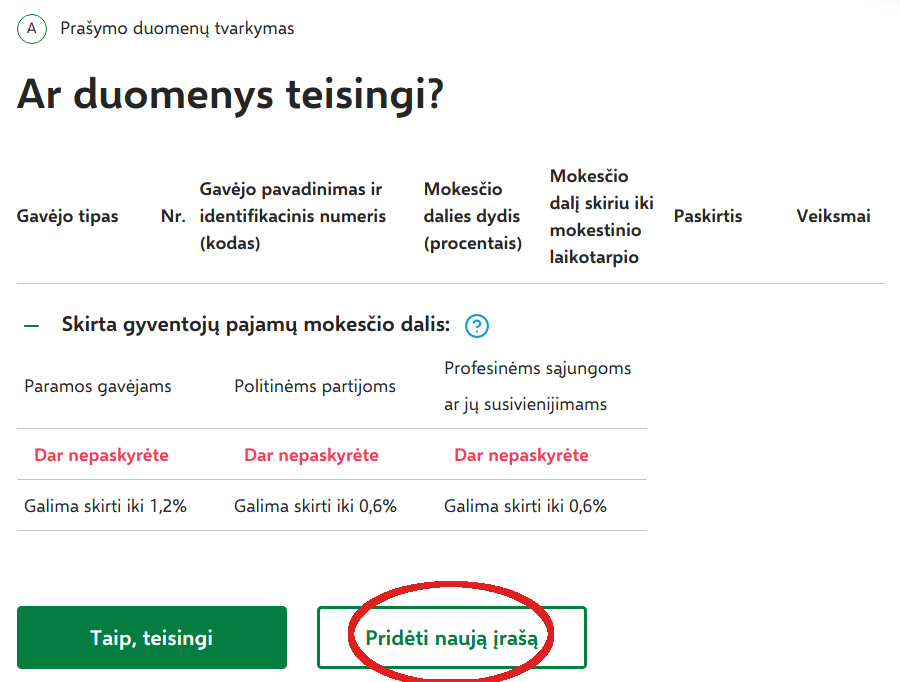 A Prašymo duomenų tvarkymas
Ar duomenys teisingi?
Gavėjo tipas
Nr.
Gavėjo pavadinimas ir
identifikacinis numeris
(kodas)
Mokesčio
dalies dydis
(procentais)
Mokesčio
dalį skiriu iki
mokestinio
laikotarpio
Paskirtis
Veiksmai
Skirta gyventojų pajamų mokesčio dalis: ?
Paramos gavėjams
Politinėms partijoms
Profesinėms sąjungoms
ar jų susivienijimams
Dar nepaskyrėte
Dar nepaskyrėte
Dar nepaskyrėte
Galima skirti iki 1,2%
Galima skirti iki 0,6%
Galima skirti iki 0,6%
Taip, teisingi
Pridėti naują įrašą